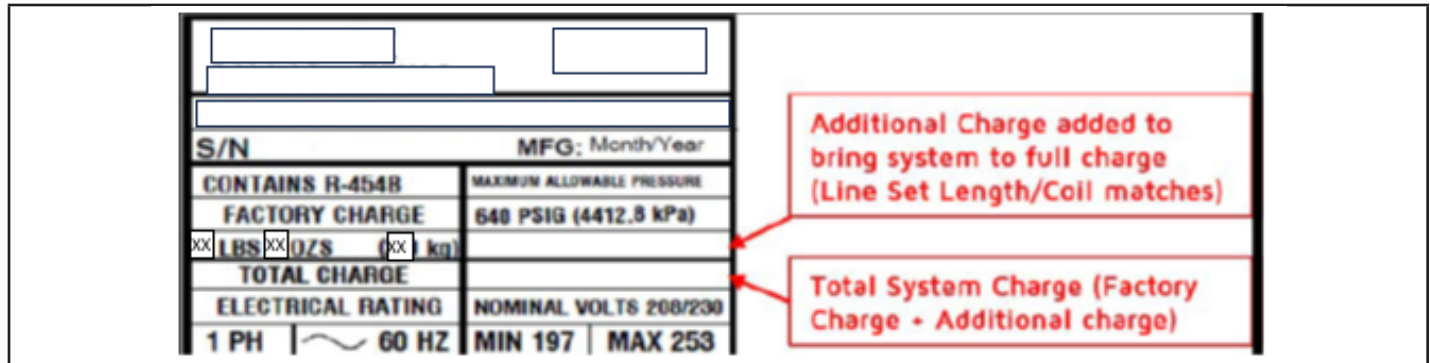 S/N MFG: Month/Year
CONTAINS R-454B MAXIMUM ALLOWABLE PRESSURE
FACTORY CHARGE 640 PSIG (4412.8 kPa)
XX LBS XX OZS (XX kg)
TOTAL CHARGE
ELECTRICAL RATING NOMINAL VOLTS 208/230
1 PH 60 HZ MIN 197 MAX 253
Additional Charge added to
bring system to full charge
(Line Set Length/Coil matches)
Total System Charge (Factory
Charge + Additional charge)